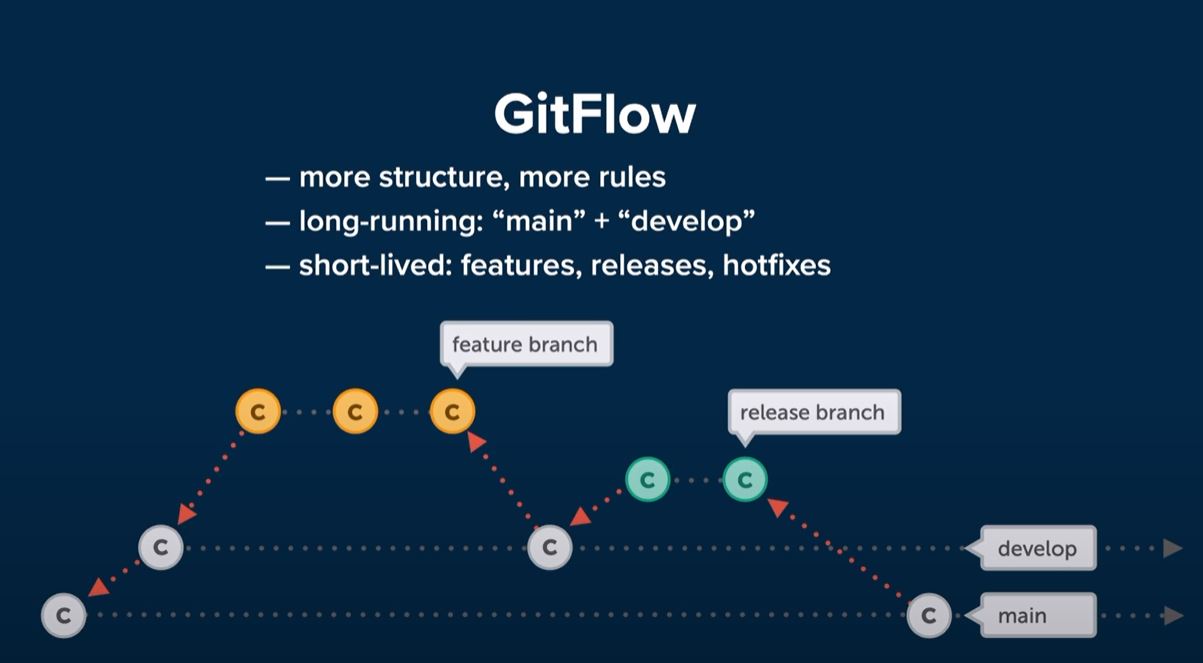 GitFlow
— more structure, more rules
— long-running: “main” + “develop”
— short-lived: features, releases, hotfixes
feature branch
C C C
release branch
C C
C C
develop
C C
main